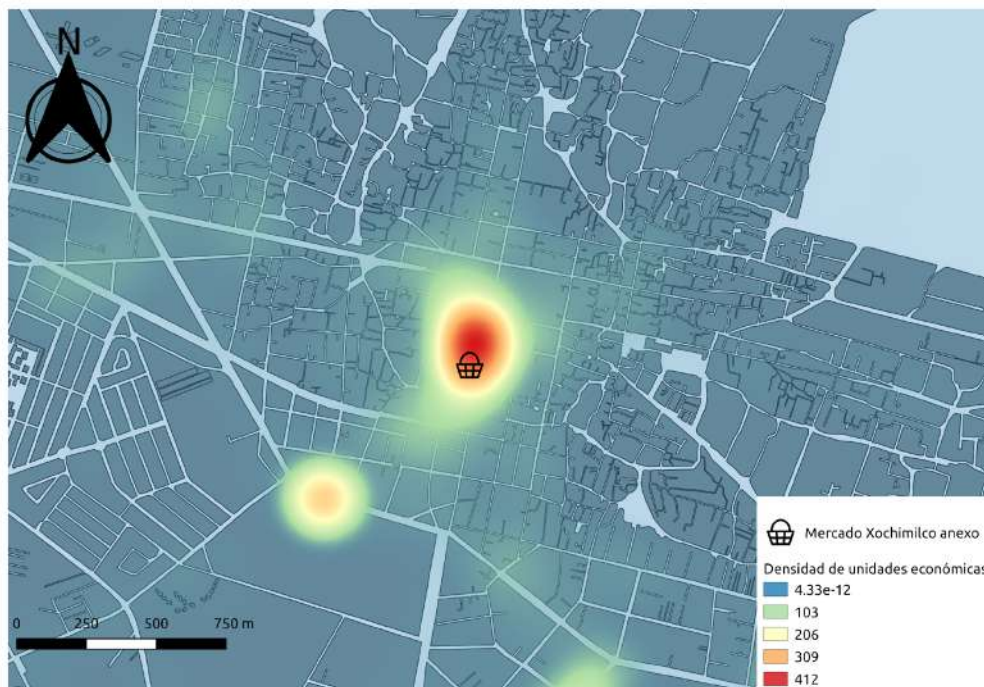 N
0 250 500 750 m
Mercado Xochimilco anexo
Densidad de unidades económicas
4.33e-12
103
206
309
412